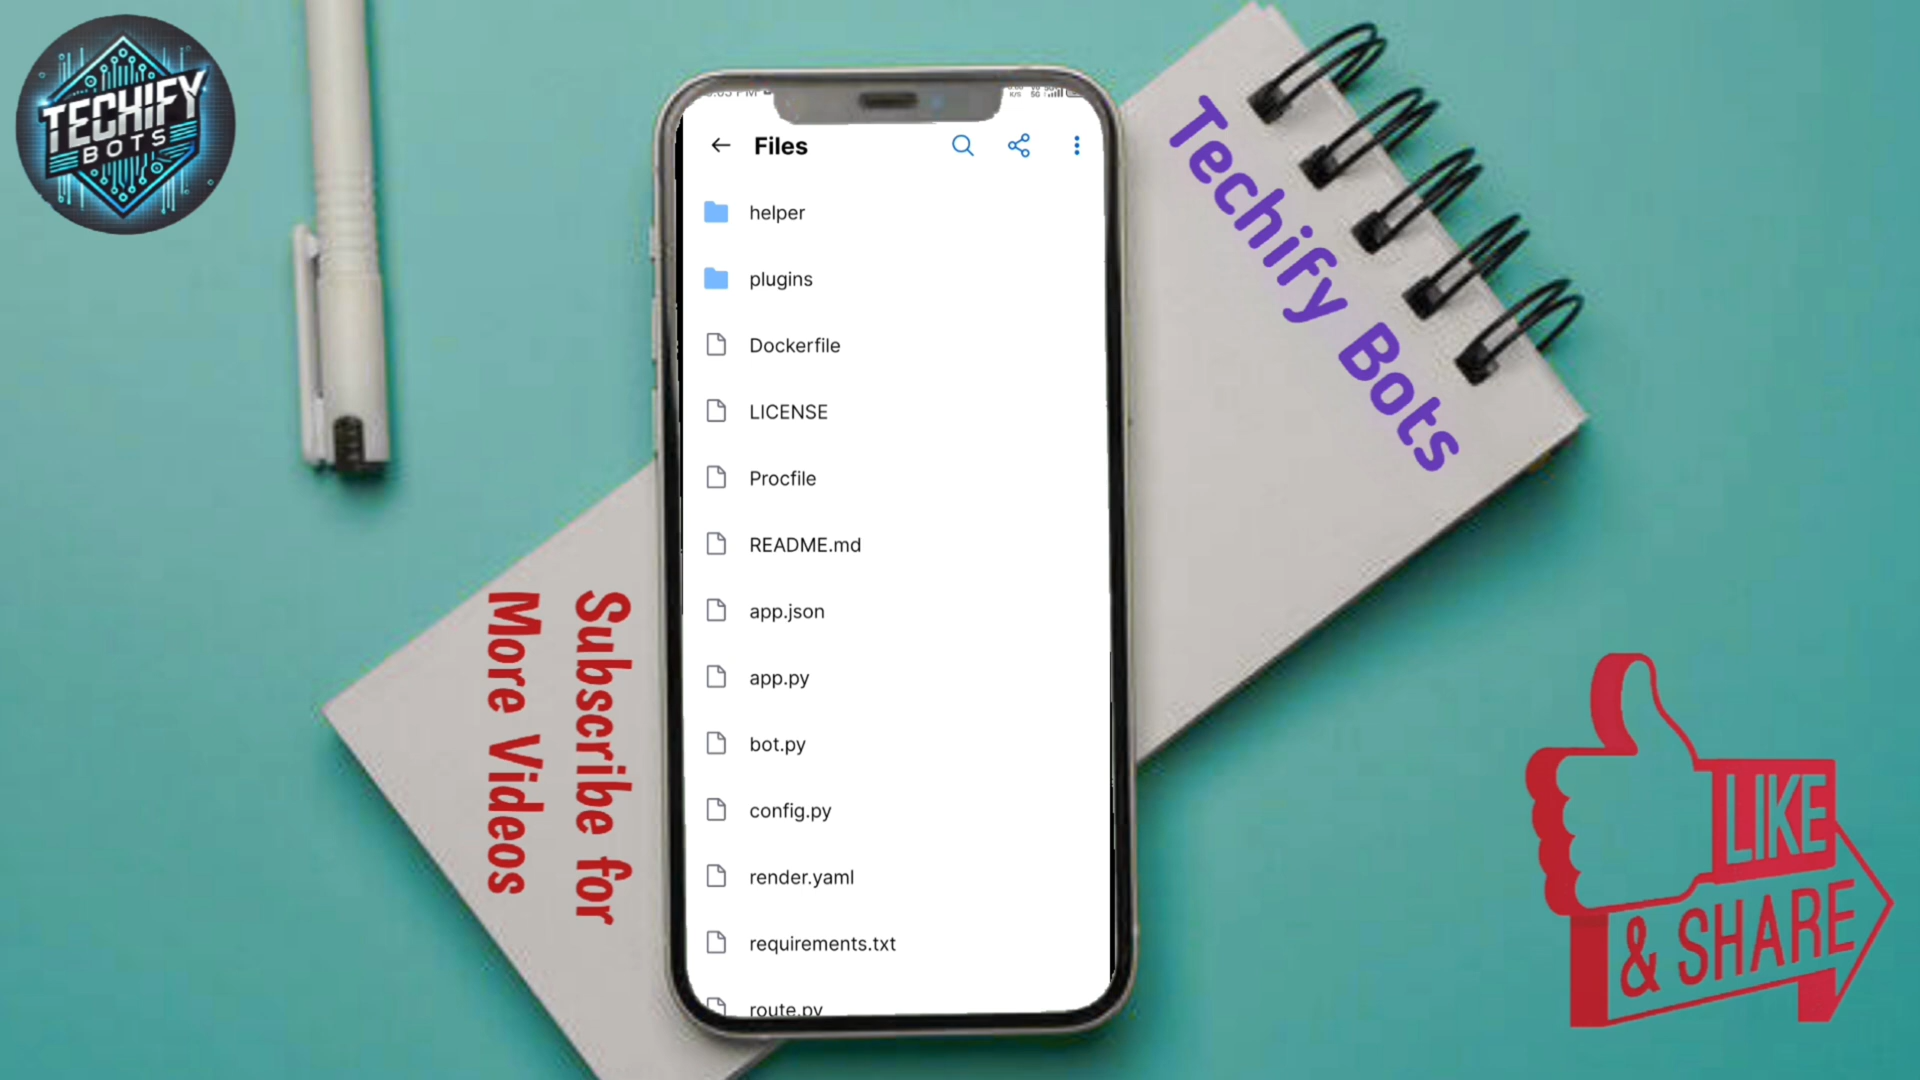 TECHIFY
BOTS
Files
helper
plugins
Dockerfile
LICENSE
Procfile
README.md
app.json
app.py
bot.py
config.py
render.yaml
requirements.txt
route.py
Techify Bots
Subscribe for
More Videos
LIKE
& SHARE